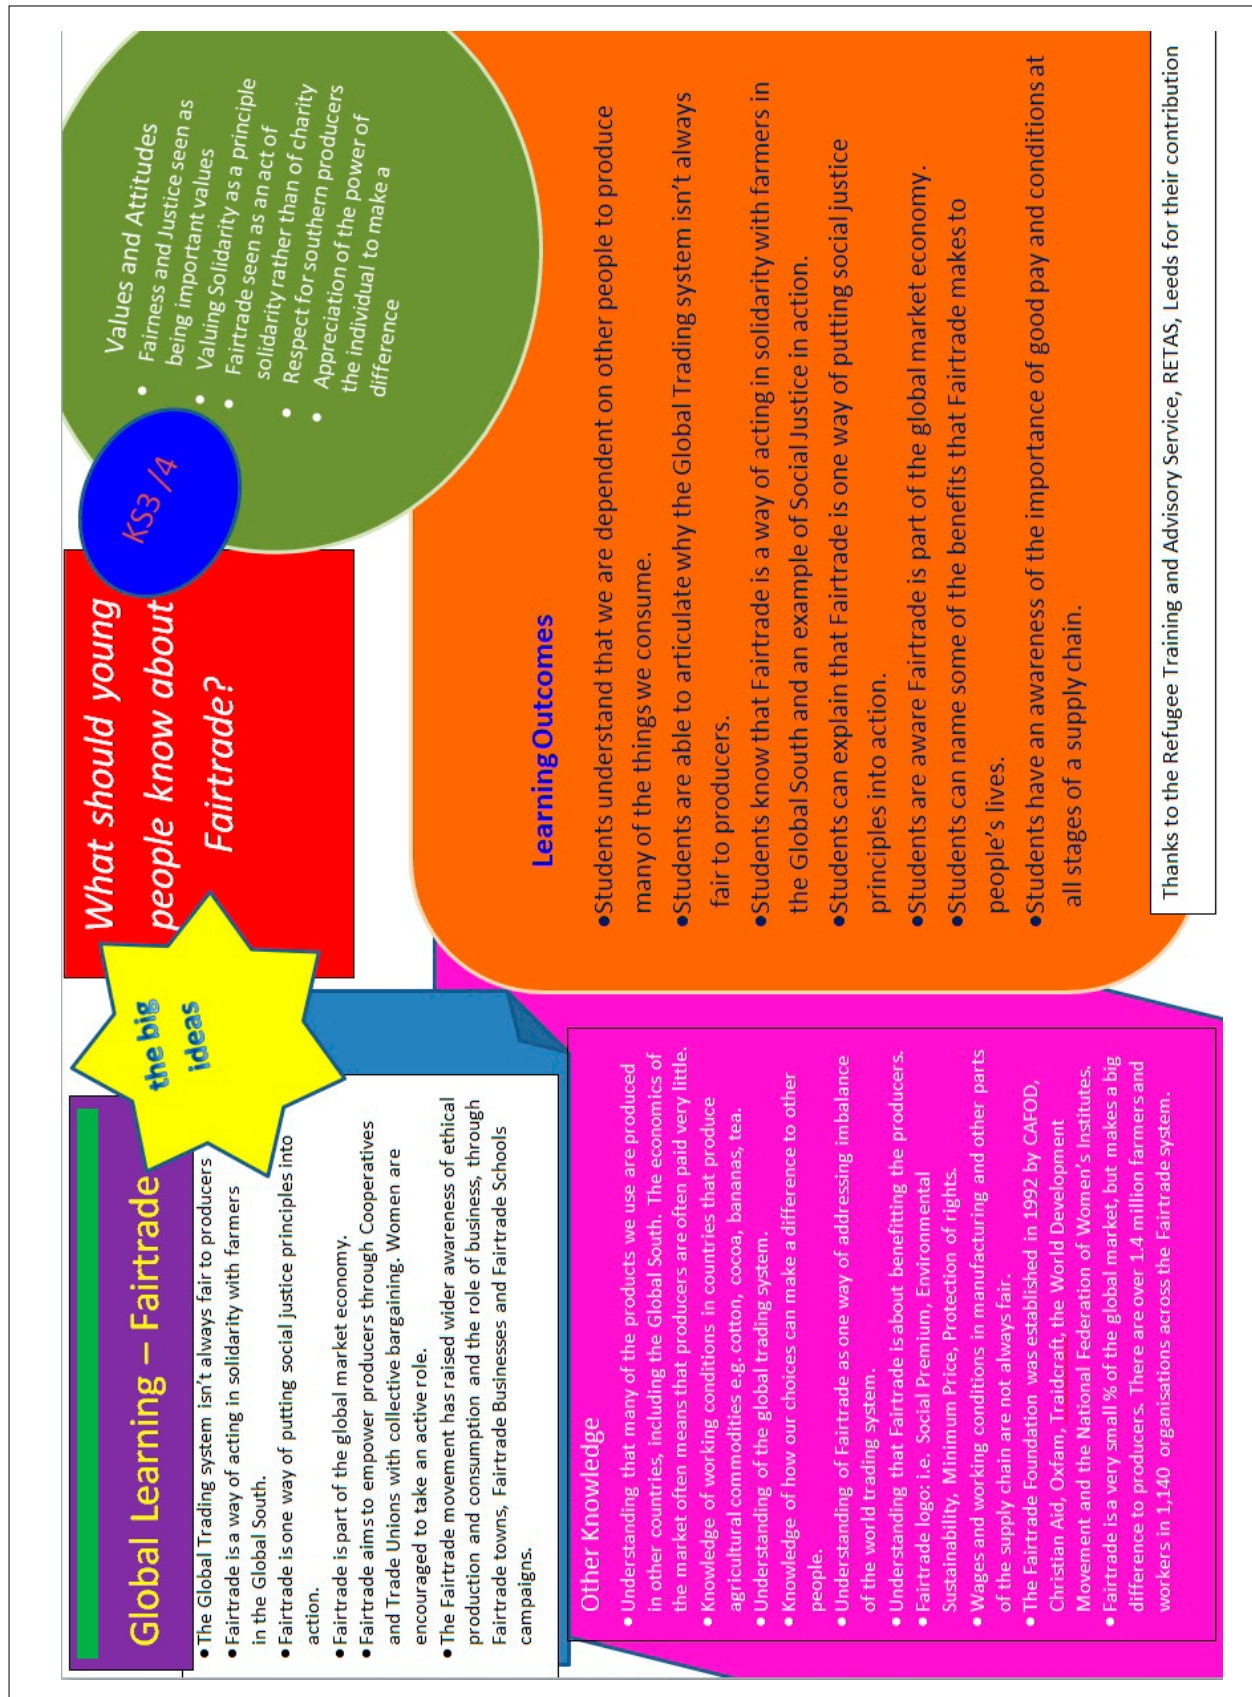 Global Learning – Fairtrade
the big
ideas
•The Global Trading system isn't always fair to producers
•Fairtrade is a way of acting in solidarity with farmers
in the Global South.
•Fairtrade is one way of putting social justice principles into
action.
•Fairtrade is part of the global market economy.
•Fairtrade aims to empower producers through Cooperatives
and Trade Unions with collective bargaining. Women are
encouraged to take an active role.
•The Fairtrade movement has raised wider awareness of ethical
production and consumption and the role of business, through
Fairtrade towns, Fairtrade Businesses and Fairtrade Schools
campaigns.
What should young
people know about
Fairtrade?
KS3 /4
Values and Attitudes
• Fairness and Justice seen as
being important values
• Valuing Solidarity as a principle
• Fairtrade seen as an act of
solidarity rather than of charity
• Respect for southern producers
• Appreciation of the power of
the individual to make a
difference
Other Knowledge
• Understanding that many of the products we use are produced
in other countries, including the Global South. The economics of
the market often means that producers are often paid very little.
• Knowledge of working conditions in countries that produce
agricultural commodities e.g. cotton, cocoa, bananas, tea.
• Understanding of the global trading system.
• Knowledge of how our choices can make a difference to other
people.
• Understanding of Fairtrade as one way of addressing imbalance
of the world trading system.
• Understanding that Fairtrade is about benefitting the producers.
• Fairtrade logo: i.e. Social Premium, Environmental
Sustainability, Minimum Price, Protection of rights.
• Wages and working conditions in manufacturing and other parts
of the supply chain are not always fair.
• The Fairtrade Foundation was established in 1992 by CAFOD,
Christian Aid, Oxfam, Traidcraft, the World Development
Movement and the National Federation of Women's Institutes.
• Fairtrade is a very small % of the global market, but makes a big
difference to producers. There are over 1.4 million farmers and
workers in 1,140 organisations across the Fairtrade system.
Learning Outcomes
•Students understand that we are dependent on other people to produce
many of the things we consume.
•Students are able to articulate why the Global Trading system isn't always
fair to producers.
•Students know that Fairtrade is a way of acting in solidarity with farmers in
the Global South and an example of Social Justice in action.
•Students can explain that Fairtrade is one way of putting social justice
principles into action.
•Students are aware Fairtrade is part of the global market economy.
•Students can name some of the benefits that Fairtrade makes to
people's lives.
•Students have an awareness of the importance of good pay and conditions at
all stages of a supply chain.
Thanks to the Refugee Training and Advisory Service, RETAS, Leeds for their contribution